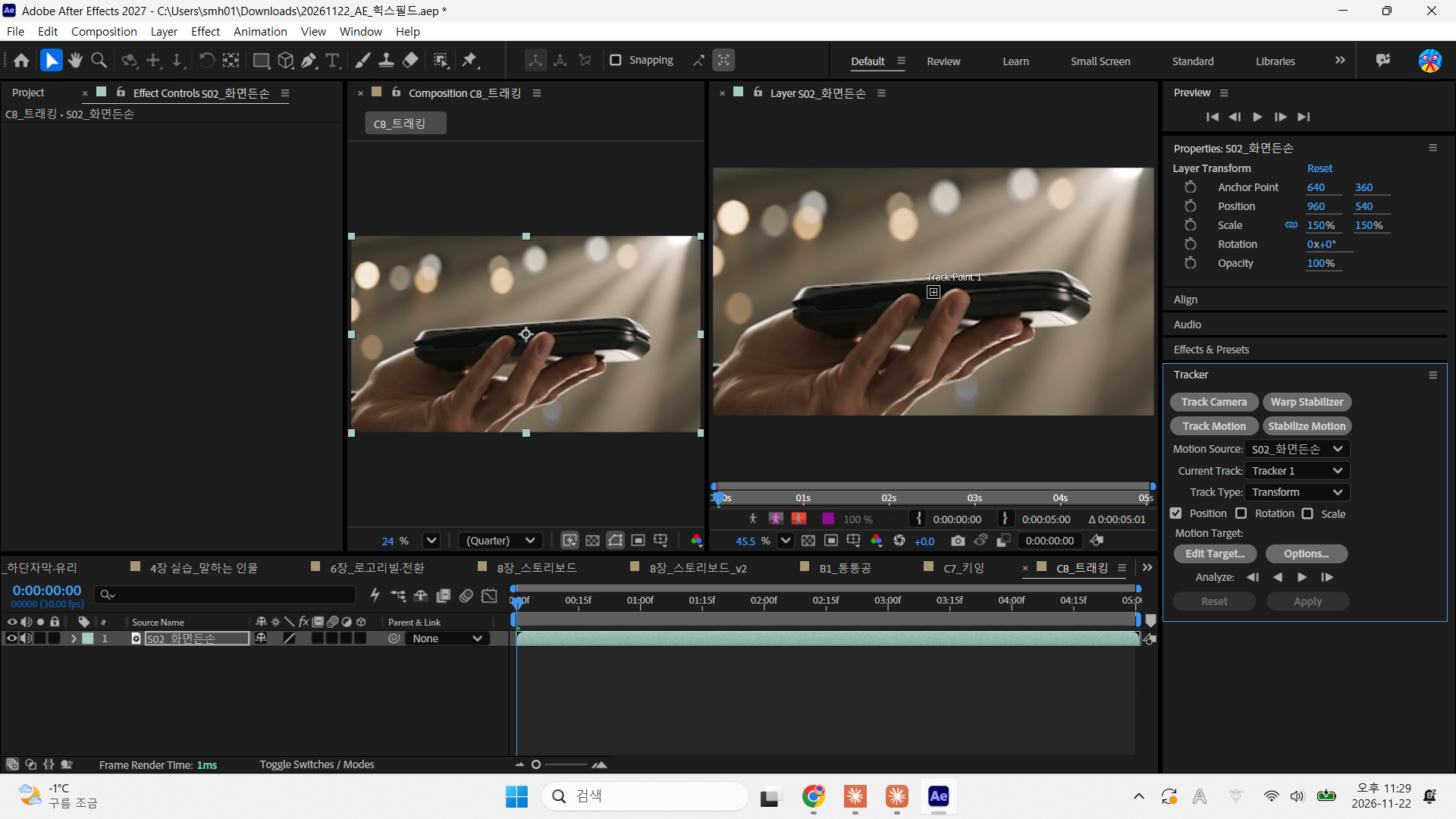 Adobe After Effects 2027 - C:\Users\smh01\Downloads\20261122_AE_힉스필드.aep *
File Edit Composition Layer Effect Animation View Window Help
Snapping
Default Review Learn Small Screen Standard Libraries
Project
Effect Controls S02_화면든손
C8_트래킹 • S02_화면든손
Composition C8_트래킹
C8_트래킹
Layer S02_화면든손
Track Point 1
24 %
(Quarter)
01s 02s 03s 04s 05s
100 %
0:00:00:00
0:00:05:00
Δ 0:00:05:01
45.5 %
+0.0
0:00:00:00
Preview
Properties: S02_화면든손
Layer Transform Reset
Anchor Point 640 360
Position 960 540
Scale 150% 150%
Rotation 0x+0°
Opacity 100%
Align
Audio
Effects & Presets
Tracker
Track Camera Warp Stabilizer
Track Motion Stabilize Motion
Motion Source: S02_화면든손
Current Track: Tracker 1
Track Type: Transform
Position Rotation Scale
Motion Target:
Edit Target... Options...
Analyze:
Reset Apply
_하단자막·유리
4장 실습_말하는 인물
6장_로고리빌·전환
8장_스토리보드
8장_스토리보드_v2
B1_통통공
C7_키잉
C8_트래킹
0:00:00:00
00000 (30.00 fps)
00:15f 01:00f 01:15f 02:00f 02:15f 03:00f 03:15f 04:00f 04:15f
# Source Name fx Parent & Link
1 S02_화면든손 None
Frame Render Time: 1ms
Toggle Switches / Modes
-1°C
구름 조금
검색
오후 11:29
2026-11-22